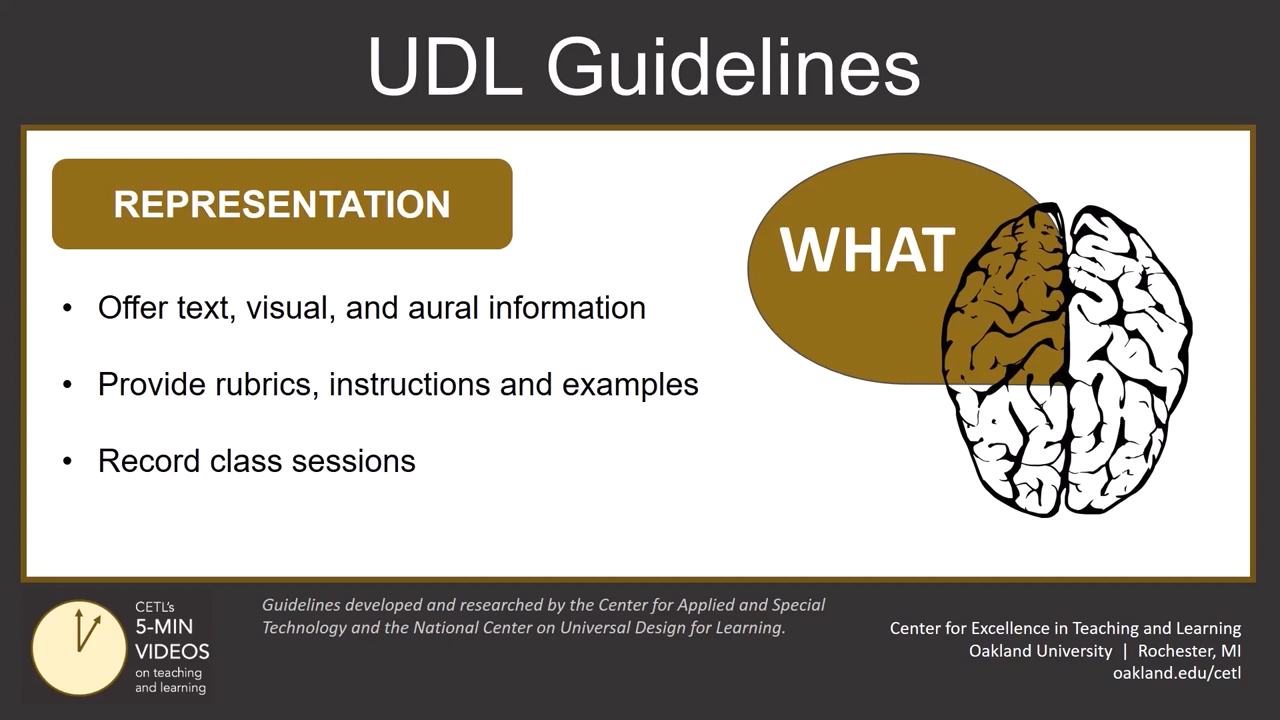 UDL Guidelines
REPRESENTATION
WHAT
• Offer text, visual, and aural information
• Provide rubrics, instructions and examples
• Record class sessions
CETL's
5-MIN
VIDEOS
on teaching
and learning
Guidelines developed and researched by the Center for Applied and Special
Technology and the National Center on Universal Design for Learning.
Center for Excellence in Teaching and Learning
Oakland University | Rochester, MI
oakland.edu/cetl